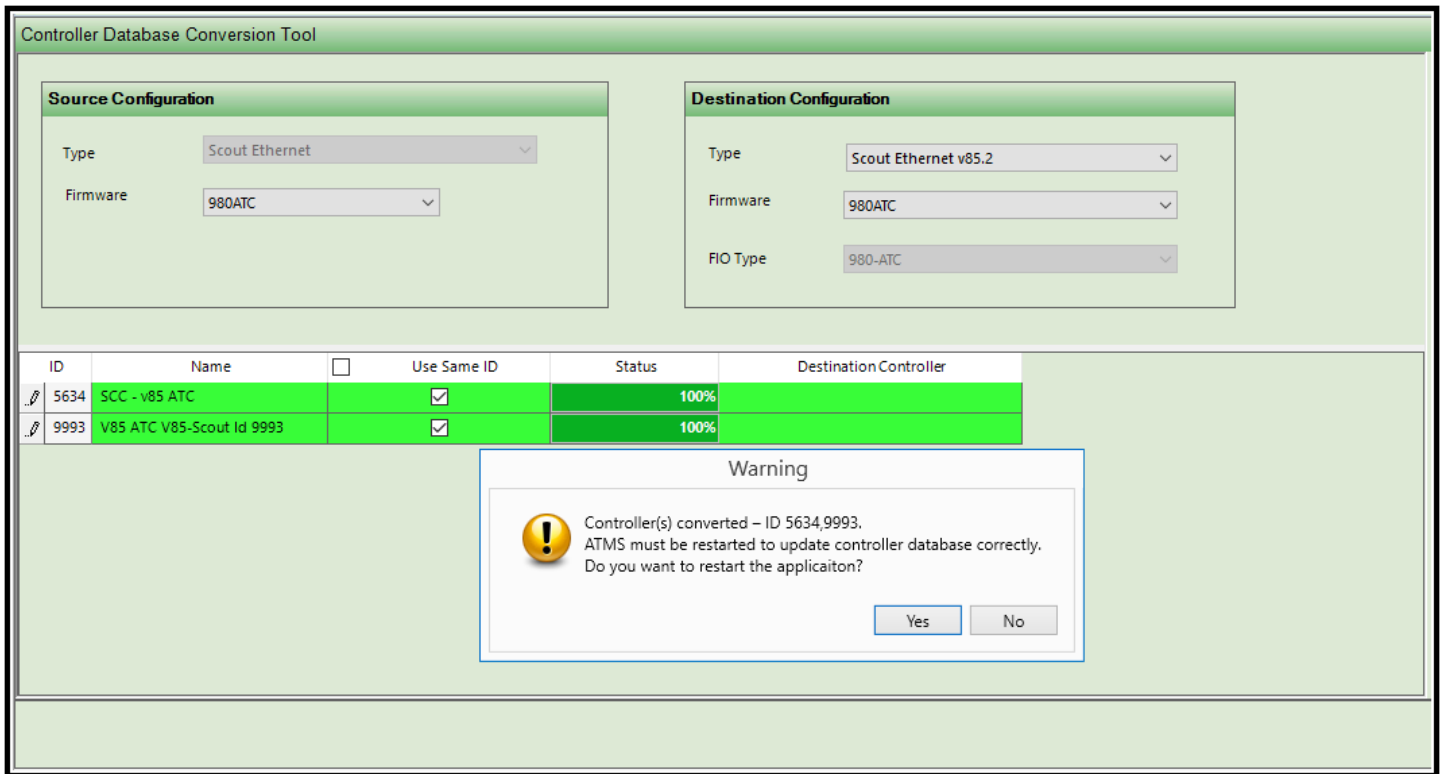 Controller Database Conversion Tool
Source Configuration
Type
Scout Ethernet
Firmware
980ATC
Destination Configuration
Type
Scout Ethernet v85.2
Firmware
980ATC
FIO Type
980-ATC
ID Name Use Same ID Status Destination Controller
5634 SCC - v85 ATC 100%
9993 V85 ATC V85-Scout Id 9993 100%
Warning
Controller(s) converted – ID 5634,9993.
ATMS must be restarted to update controller database correctly.
Do you want to restart the applicaiton?
Yes No